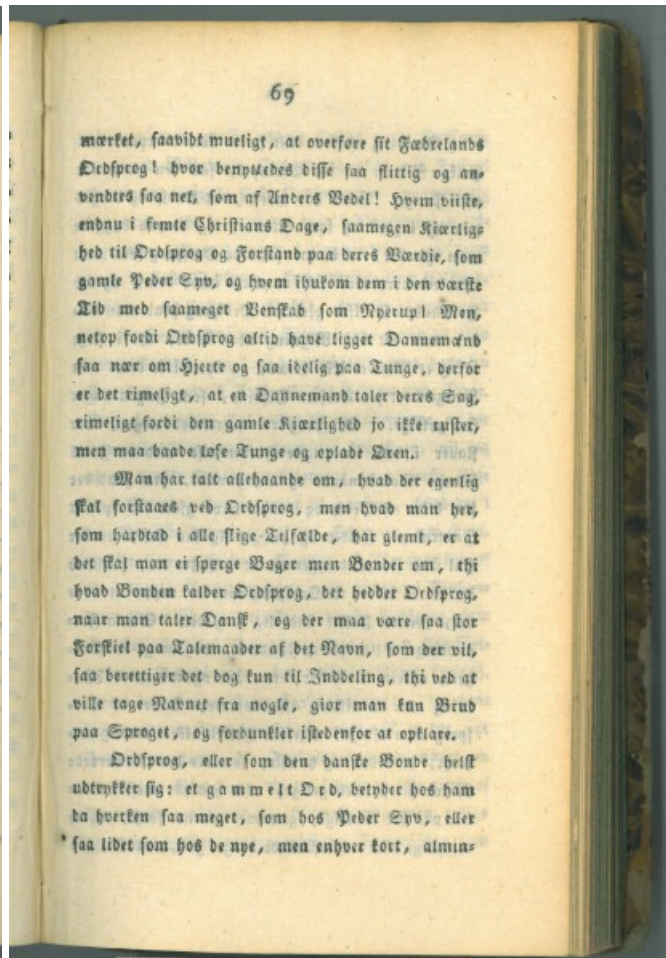 69
mærket, saavidt mueligt, at overføre sit Fædrelands
Ordsprog! hvor benyttedes disse saa flittig og an-
vendtes saa net, som af Anders Vedel! Hvem viiste,
endnu i femte Christians Dage, saamegen Kiærlig-
hed til Ordsprog og Forstand paa deres Værdie, som
gamle Peder Syv, og hvem ihukom dem i den værste
Tid med saameget Venskab som Nyerup! Men,
netop fordi Ordsprog altid have ligget Dannemænd
saa nær om Hjerte og saa idelig paa Tunge, derfor
er det rimeligt, at en Dannemand taler deres Sag,
rimeligt fordi den gamle Kiærlighed jo ikke ruster,
men maa baade løse Tunge og oplade Øren.
Man har talt allehaande om, hvad der egenlig
skal forstaaes ved Ordsprog, men hvad man her,
som hardtad i alle slige Tilfælde, har glemt, er at
det skal man ei spørge Bøger men Bønder om, thi
hvad Bonden kalder Ordsprog, det hedder Ordsprog,
naar man taler Dansk, og der maa være saa stor
Forskiel paa Talemaader af det Navn, som der vil,
saa berettiger det dog kun til Inddeling, thi ved at
ville tage Navnet fra nogle, giør man kun Brud
paa Sproget, og fordunkler istedenfor at opklare.
Ordsprog, eller som den danske Bonde helst
udtrykker sig: et gammelt Ord, betyder hos ham
da hverken saa meget, som hos Peder Syv, eller
saa lidet som hos de nye, men enhver kort, almin-